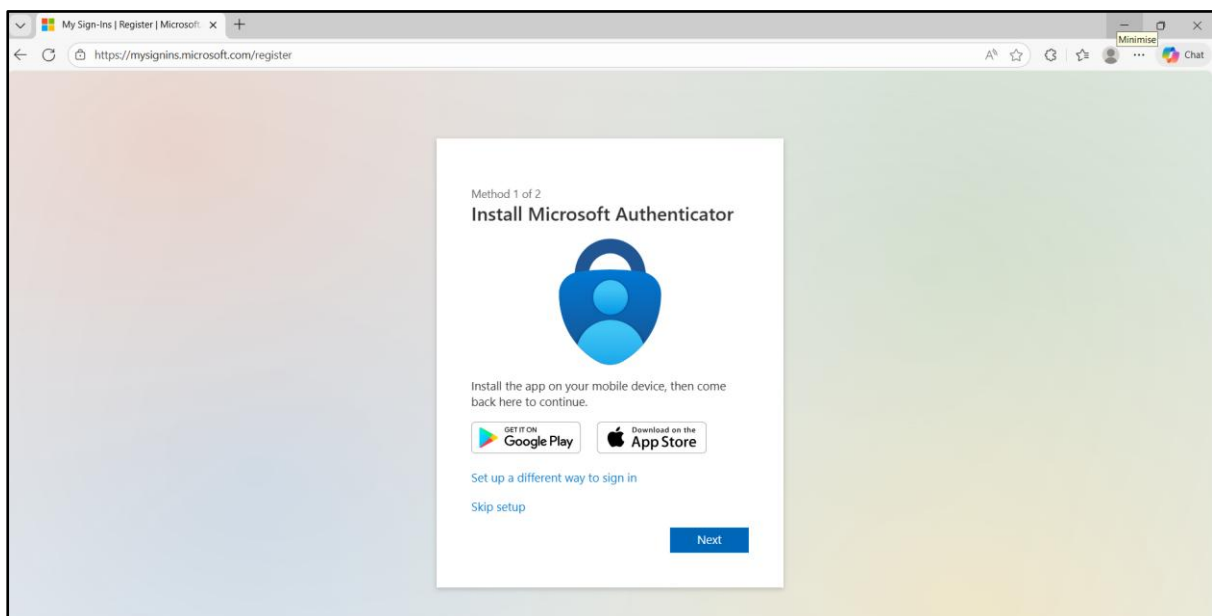 My Sign-Ins | Register | Microsoft
Minimise
https://mysignins.microsoft.com/register
Chat
Method 1 of 2
Install Microsoft Authenticator
Install the app on your mobile device, then come
back here to continue.
GET IT ON
Google Play
Download on the
App Store
Set up a different way to sign in
Skip setup
Next